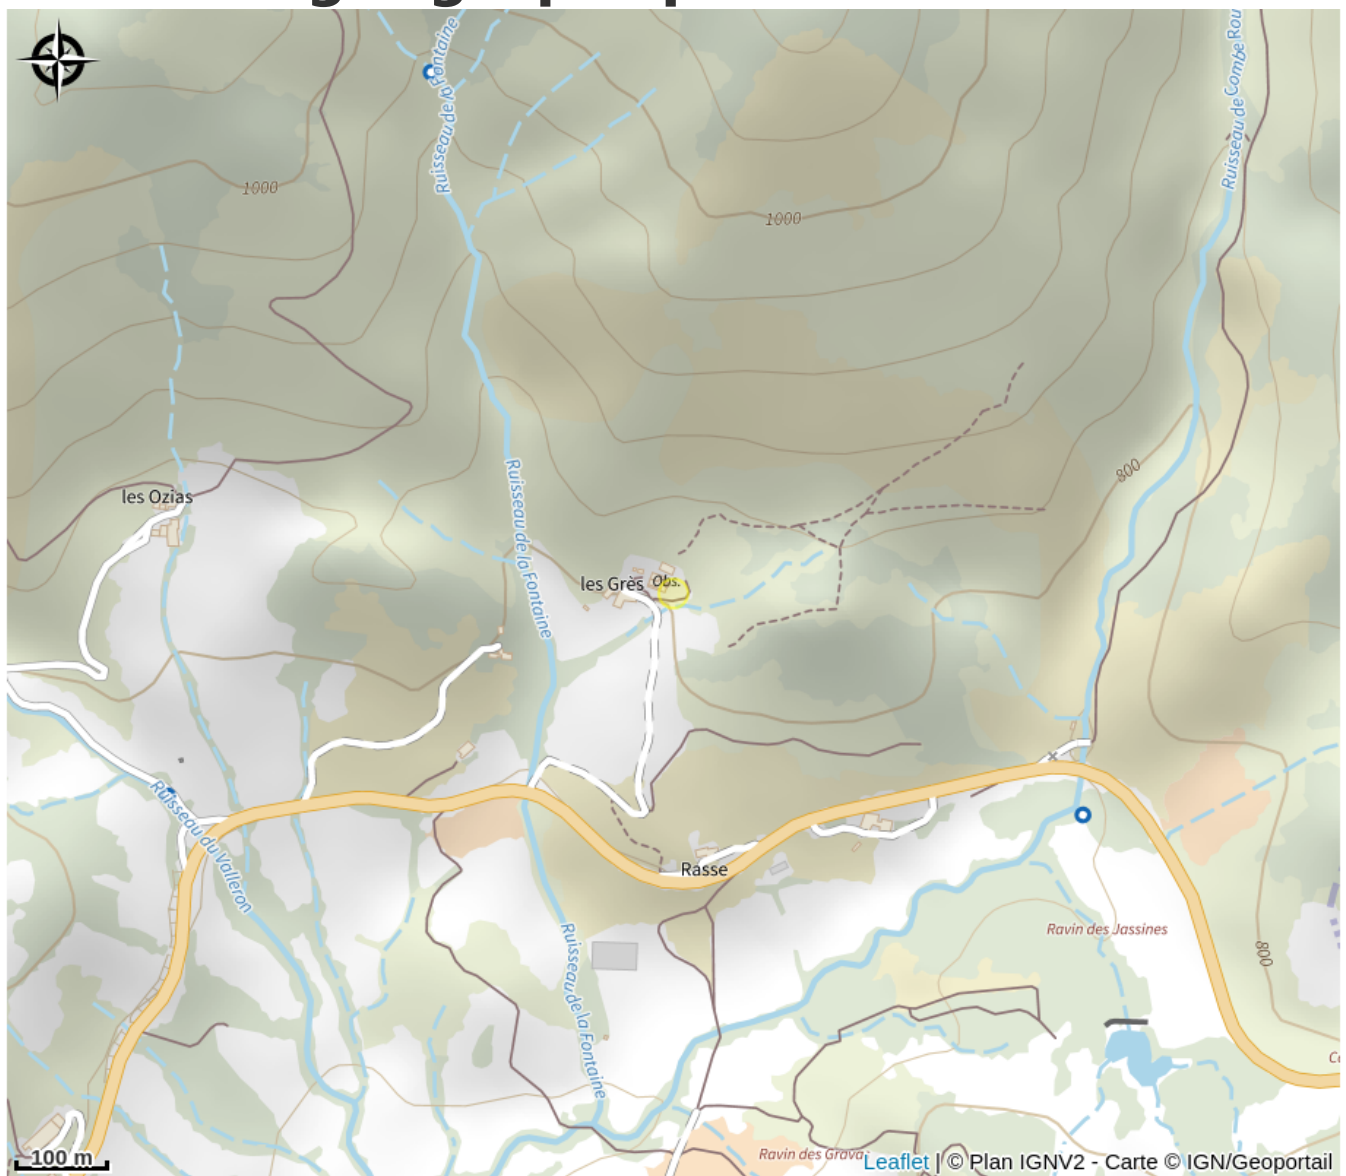 Ruisseau de la Fontaine
Ruisseau de Combe Rou
1000
1000
800
les Ozias
Ruisseau de la Fontaine
les Grès
Obs.
Ruisseau du Valleron
Rasse
Ruisseau de la Fontaine
Ravin des Jassines
800
Ravin des Grava
100 m
Leaflet | © Plan IGNV2 - Carte © IGN/Geoportail